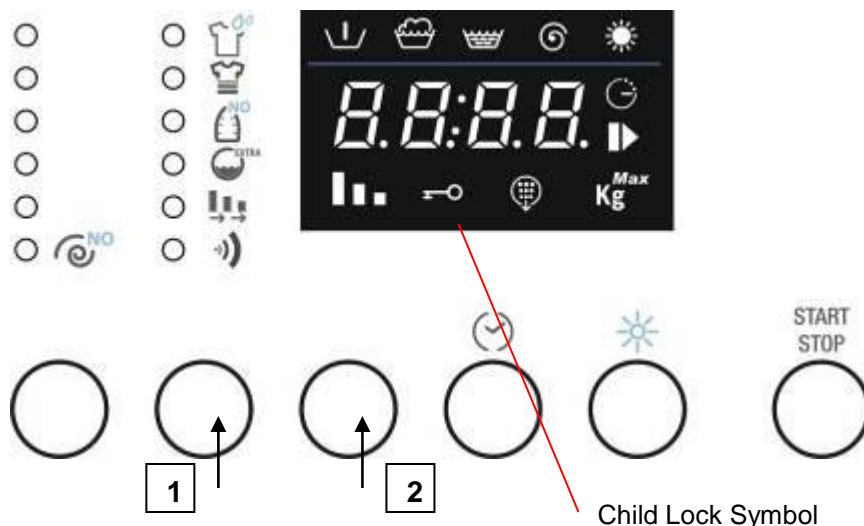 NO
EXTRA
NO
8.8:8.8.
Max
Kg
START
STOP
1
2
Child Lock Symbol